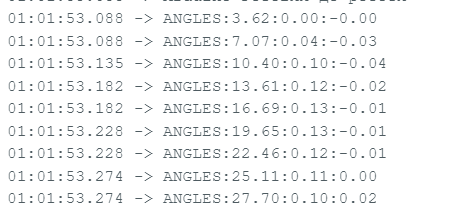 01:01:53.088 -> ANGLES:3.62:0.00:-0.00
01:01:53.088 -> ANGLES:7.07:0.04:-0.03
01:01:53.135 -> ANGLES:10.40:0.10:-0.04
01:01:53.182 -> ANGLES:13.61:0.12:-0.02
01:01:53.182 -> ANGLES:16.69:0.13:-0.01
01:01:53.228 -> ANGLES:19.65:0.13:-0.01
01:01:53.228 -> ANGLES:22.46:0.12:-0.01
01:01:53.274 -> ANGLES:25.11:0.11:0.00
01:01:53.274 -> ANGLES:27.70:0.10:0.02